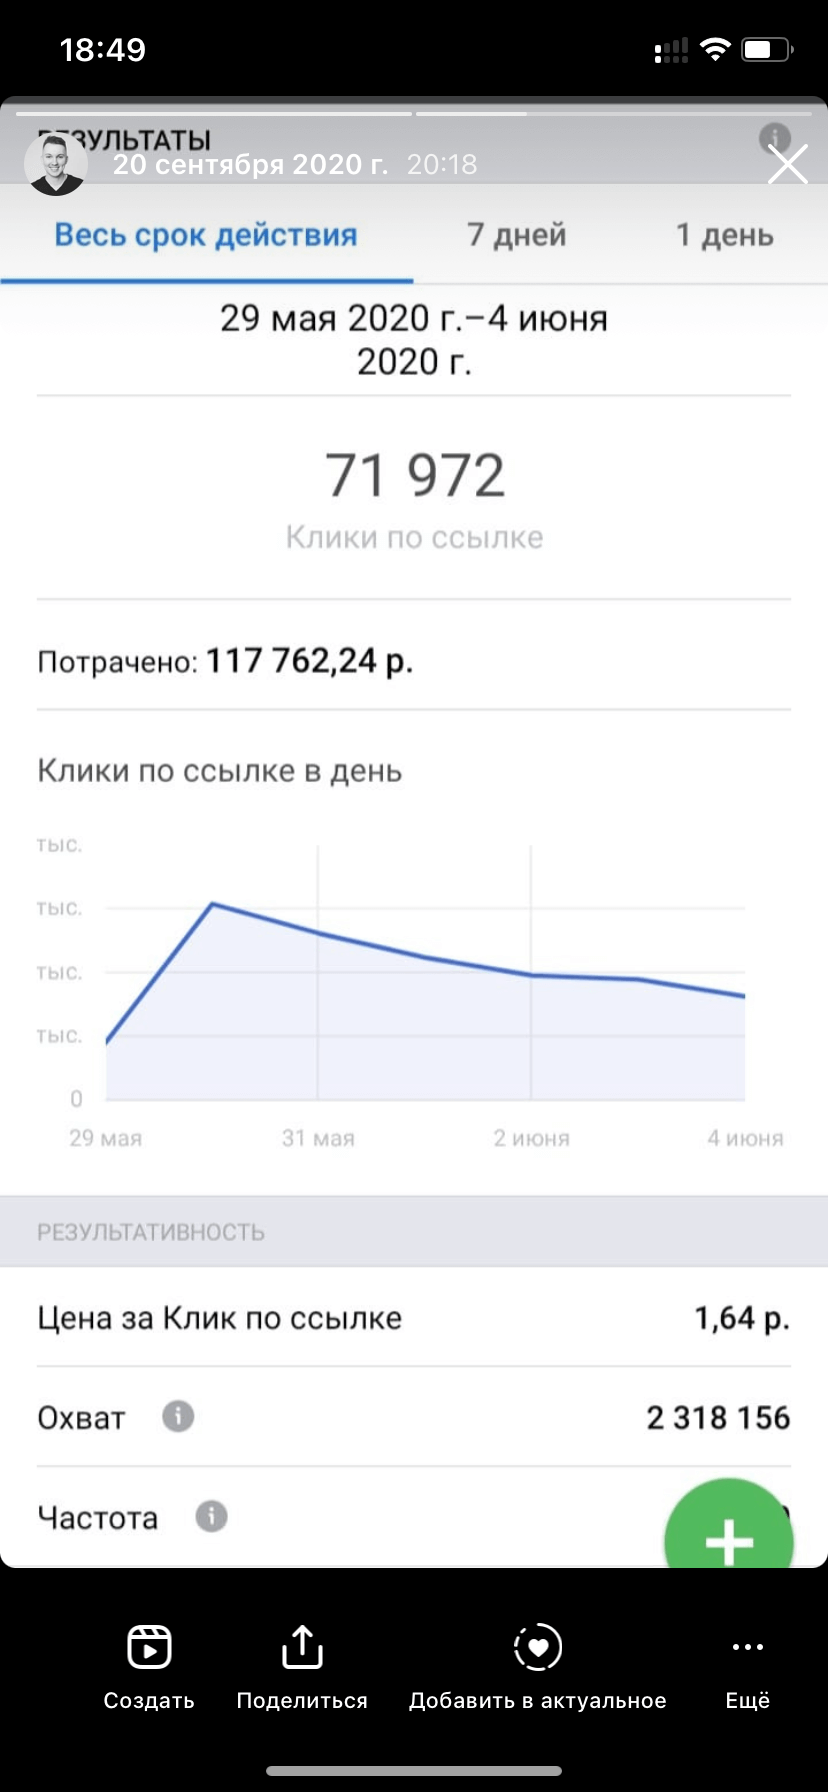 18:49
РЕЗУЛЬТАТЫ
20 сентября 2020 г. 20:18
Весь срок действия 7 дней 1 день
29 мая 2020 г.–4 июня
2020 г.
71 972
Клики по ссылке
Потрачено: 117 762,24 р.
Клики по ссылке в день
тыс.
тыс.
тыс.
тыс.
0
29 мая 31 мая 2 июня 4 июня
РЕЗУЛЬТАТИВНОСТЬ
Цена за Клик по ссылке 1,64 р.
Охват 2 318 156
Частота
Создать Поделиться Добавить в актуальное Ещё